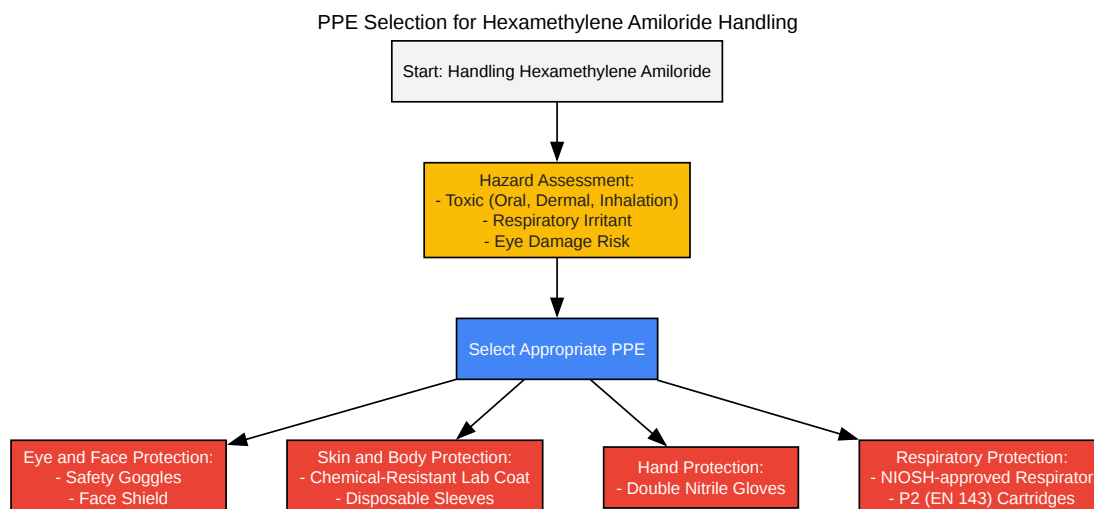 PPE Selection for Hexamethylene Amiloride Handling
Start: Handling Hexamethylene Amiloride
Hazard Assessment:
- Toxic (Oral, Dermal, Inhalation)
- Respiratory Irritant
- Eye Damage Risk
Select Appropriate PPE
Eye and Face Protection:
- Safety Goggles
- Face Shield
Skin and Body Protection:
- Chemical-Resistant Lab Coat
- Disposable Sleeves
Hand Protection:
- Double Nitrile Gloves
Respiratory Protection:
- NIOSH-approved Respirator
- P2 (EN 143) Cartridges